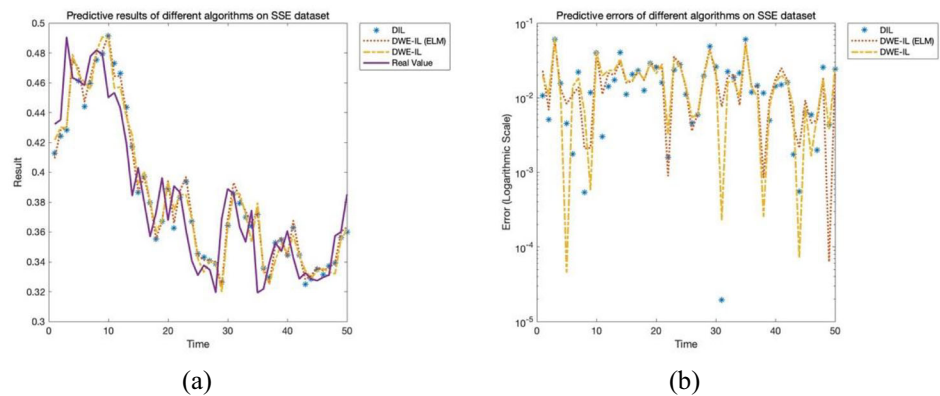 Predictive results of different algorithms on SSE dataset
0.5
0.48
0.46
0.44
0.42
0.4
0.38
0.36
0.34
0.32
0.3
Result
0 10 20 30 40 50
Time
DIL
DWE-IL (ELM)
DWE-IL
Real Value
(a)
Predictive errors of different algorithms on SSE dataset
10-1
10-2
10-3
10-4
10-5
Error (Logarithmic Scale)
0 10 20 30 40 50
Time
DIL
DWE-IL (ELM)
DWE-IL
(b)